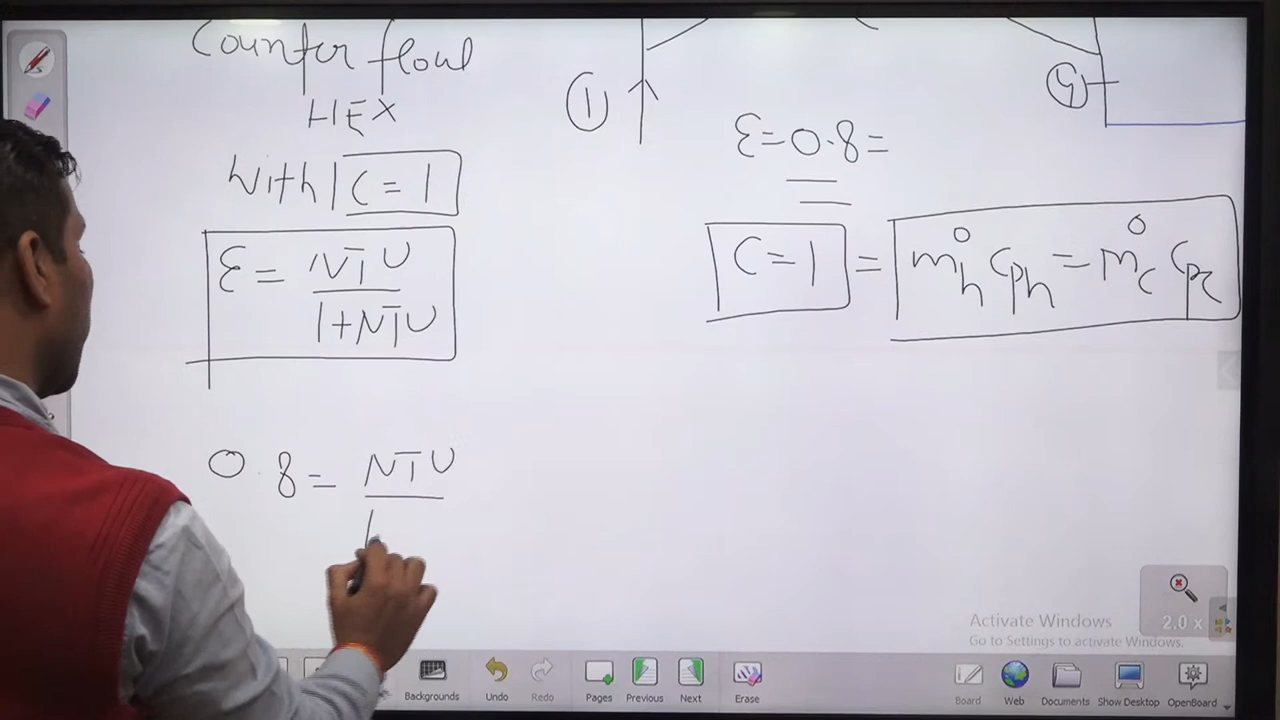 Counter flow
HEX
with C = 1
ε = NTU / 1+NTU
0.8 = NTU
1
4
ε = 0.8 =
C = 1 = ṁh Cph = ṁc Cpc
Activate Windows
Go to Settings to activate Windows.
2.0 x
Backgrounds
Undo
Redo
Pages
Previous
Next
Erase
Board
Web
Documents
Show Desktop
OpenBoard